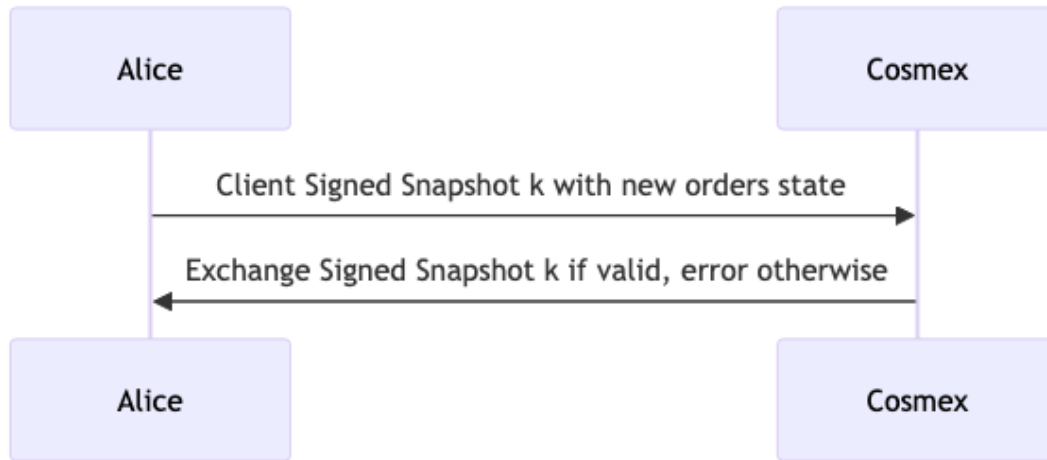 Alice
Cosmex
Client Signed Snapshot k with new orders state
Exchange Signed Snapshot k if valid, error otherwise
Alice
Cosmex